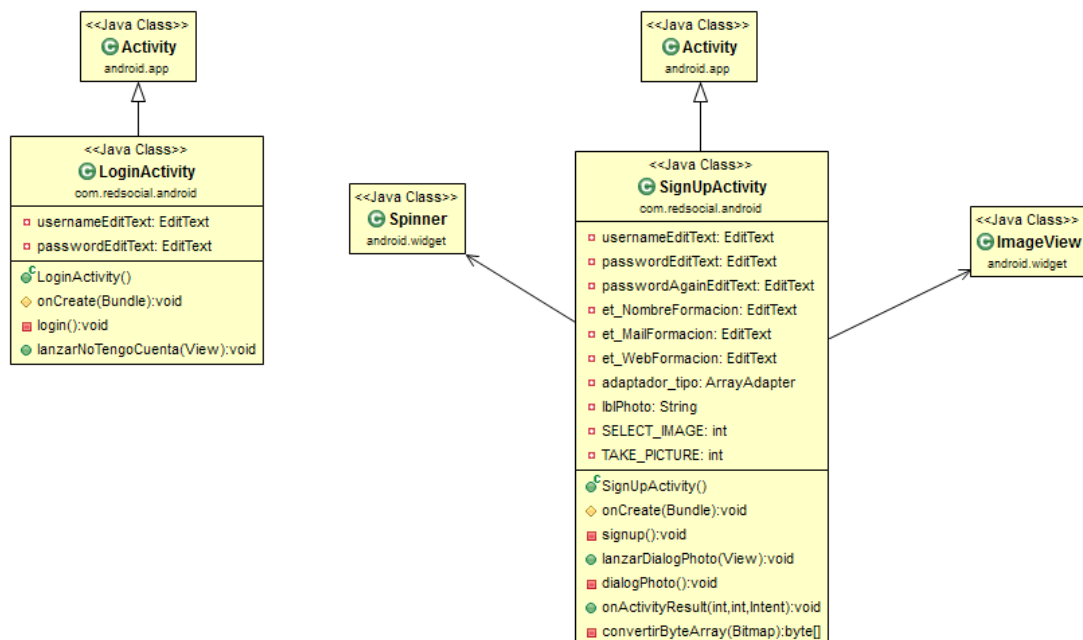 <<Java Class>>
Activity
android.app
<<Java Class>>
LoginActivity
com.redsocial.android
usernameEditText: EditText
passwordEditText: EditText
LoginActivity()
onCreate(Bundle):void
login():void
lanzarNoTengoCuenta(View):void
<<Java Class>>
Spinner
android.widget
<<Java Class>>
Activity
android.app
<<Java Class>>
SignUpActivity
com.redsocial.android
usernameEditText: EditText
passwordEditText: EditText
passwordAgainEditText: EditText
et_NombreFormacion: EditText
et_MailFormacion: EditText
et_WebFormacion: EditText
adaptador_tipo: ArrayAdapter
lblPhoto: String
SELECT_IMAGE: int
TAKE_PICTURE: int
SignUpActivity()
onCreate(Bundle):void
signup():void
lanzarDialogPhoto(View):void
dialogPhoto():void
onActivityResult(int,int,Intent):void
convertirByteArray(Bitmap):byte[]
<<Java Class>>
ImageView
android.widget